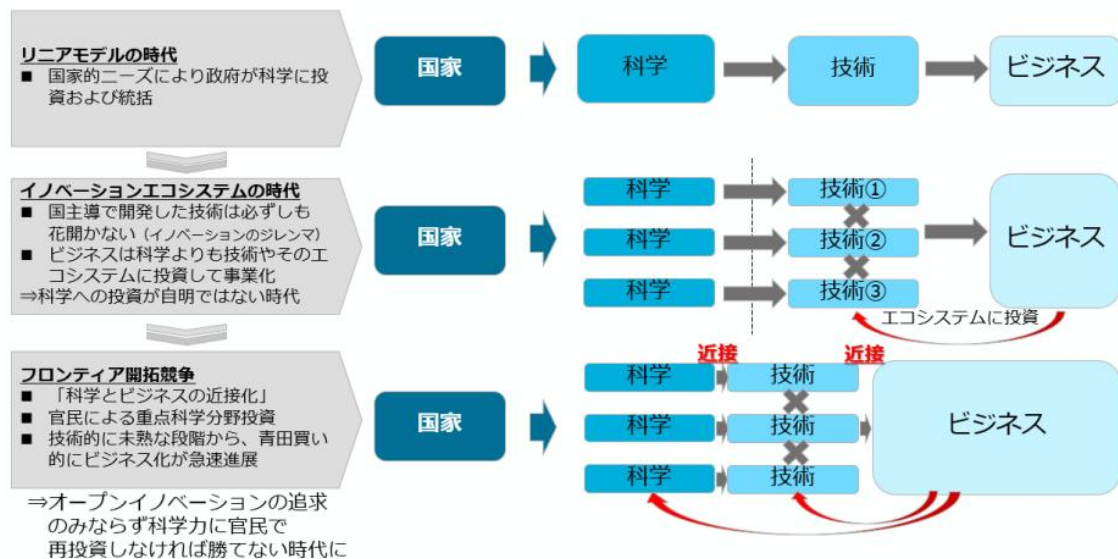 リニアモデルの時代
■ 国家的ニーズにより政府が科学に投
資および統括
国家
科学
技術
ビジネス
イノベーションエコシステムの時代
■ 国主導で開発した技術は必ずしも
花開かない（イノベーションのジレンマ）
■ ビジネスは科学よりも技術やそのエ
コシステムに投資して事業化
⇒科学への投資が自明ではない時代
国家
科学
技術①
科学
技術②
科学
技術③
ビジネス
エコシステムに投資
フロンティア開拓競争
■ 「科学とビジネスの近接化」
■ 官民による重点科学分野投資
■ 技術的に未熟な段階から、青田買い
的にビジネス化が急速進展
⇒オープンイノベーションの追求
のみならず科学力に官民で
再投資しなければ勝てない時代に
国家
近接
近接
科学
技術
科学
技術
科学
技術
ビジネス